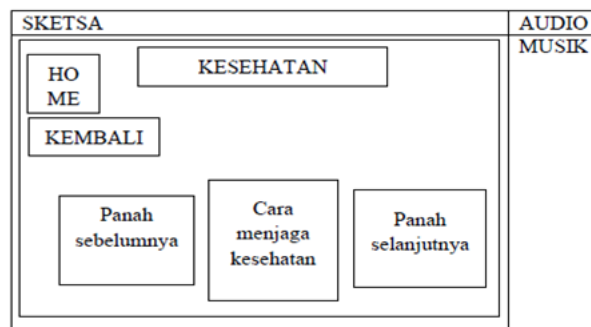 SKETSA
AUDIO
MUSIK
HO
ME
KESEHATAN
KEMBALI
Panah
sebelumnya
Cara
menjaga
kesehatan
Panah
selanjutnya